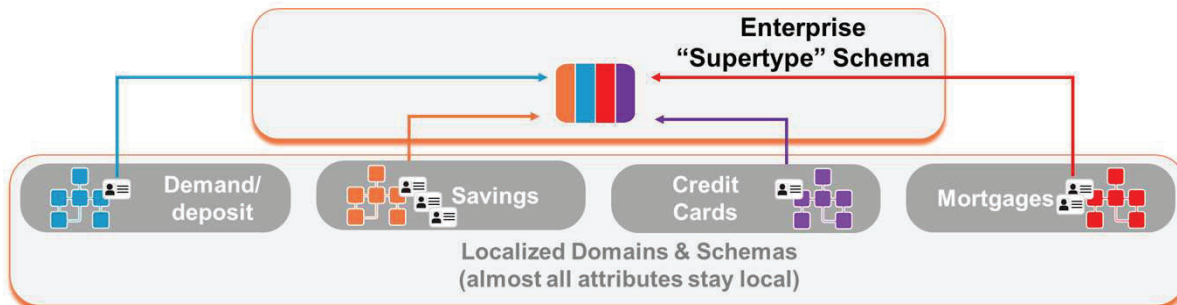 Enterprise
“Supertype” Schema
Demand/
deposit
Savings
Credit
Cards
Mortgages
Localized Domains & Schemas
(almost all attributes stay local)